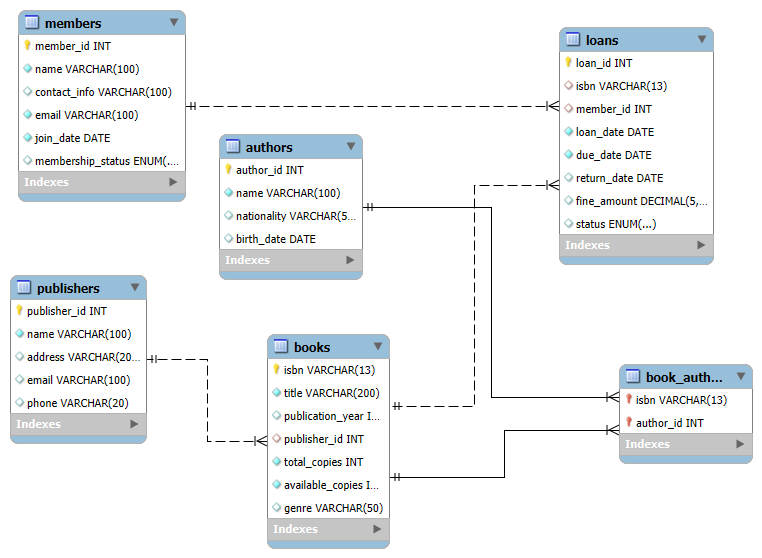 members
member_id INT
name VARCHAR(100)
contact_info VARCHAR(100)
email VARCHAR(100)
join_date DATE
membership_status ENUM(...
Indexes
loans
loan_id INT
isbn VARCHAR(13)
member_id INT
loan_date DATE
due_date DATE
return_date DATE
fine_amount DECIMAL(5,...
status ENUM(...)
Indexes
authors
author_id INT
name VARCHAR(100)
nationality VARCHAR(5...
birth_date DATE
Indexes
publishers
publisher_id INT
name VARCHAR(100)
address VARCHAR(20...
email VARCHAR(100)
phone VARCHAR(20)
Indexes
books
isbn VARCHAR(13)
title VARCHAR(200)
publication_year I...
publisher_id INT
total_copies INT
available_copies I...
genre VARCHAR(50)
Indexes
book_auth...
isbn VARCHAR(13)
author_id INT
Indexes